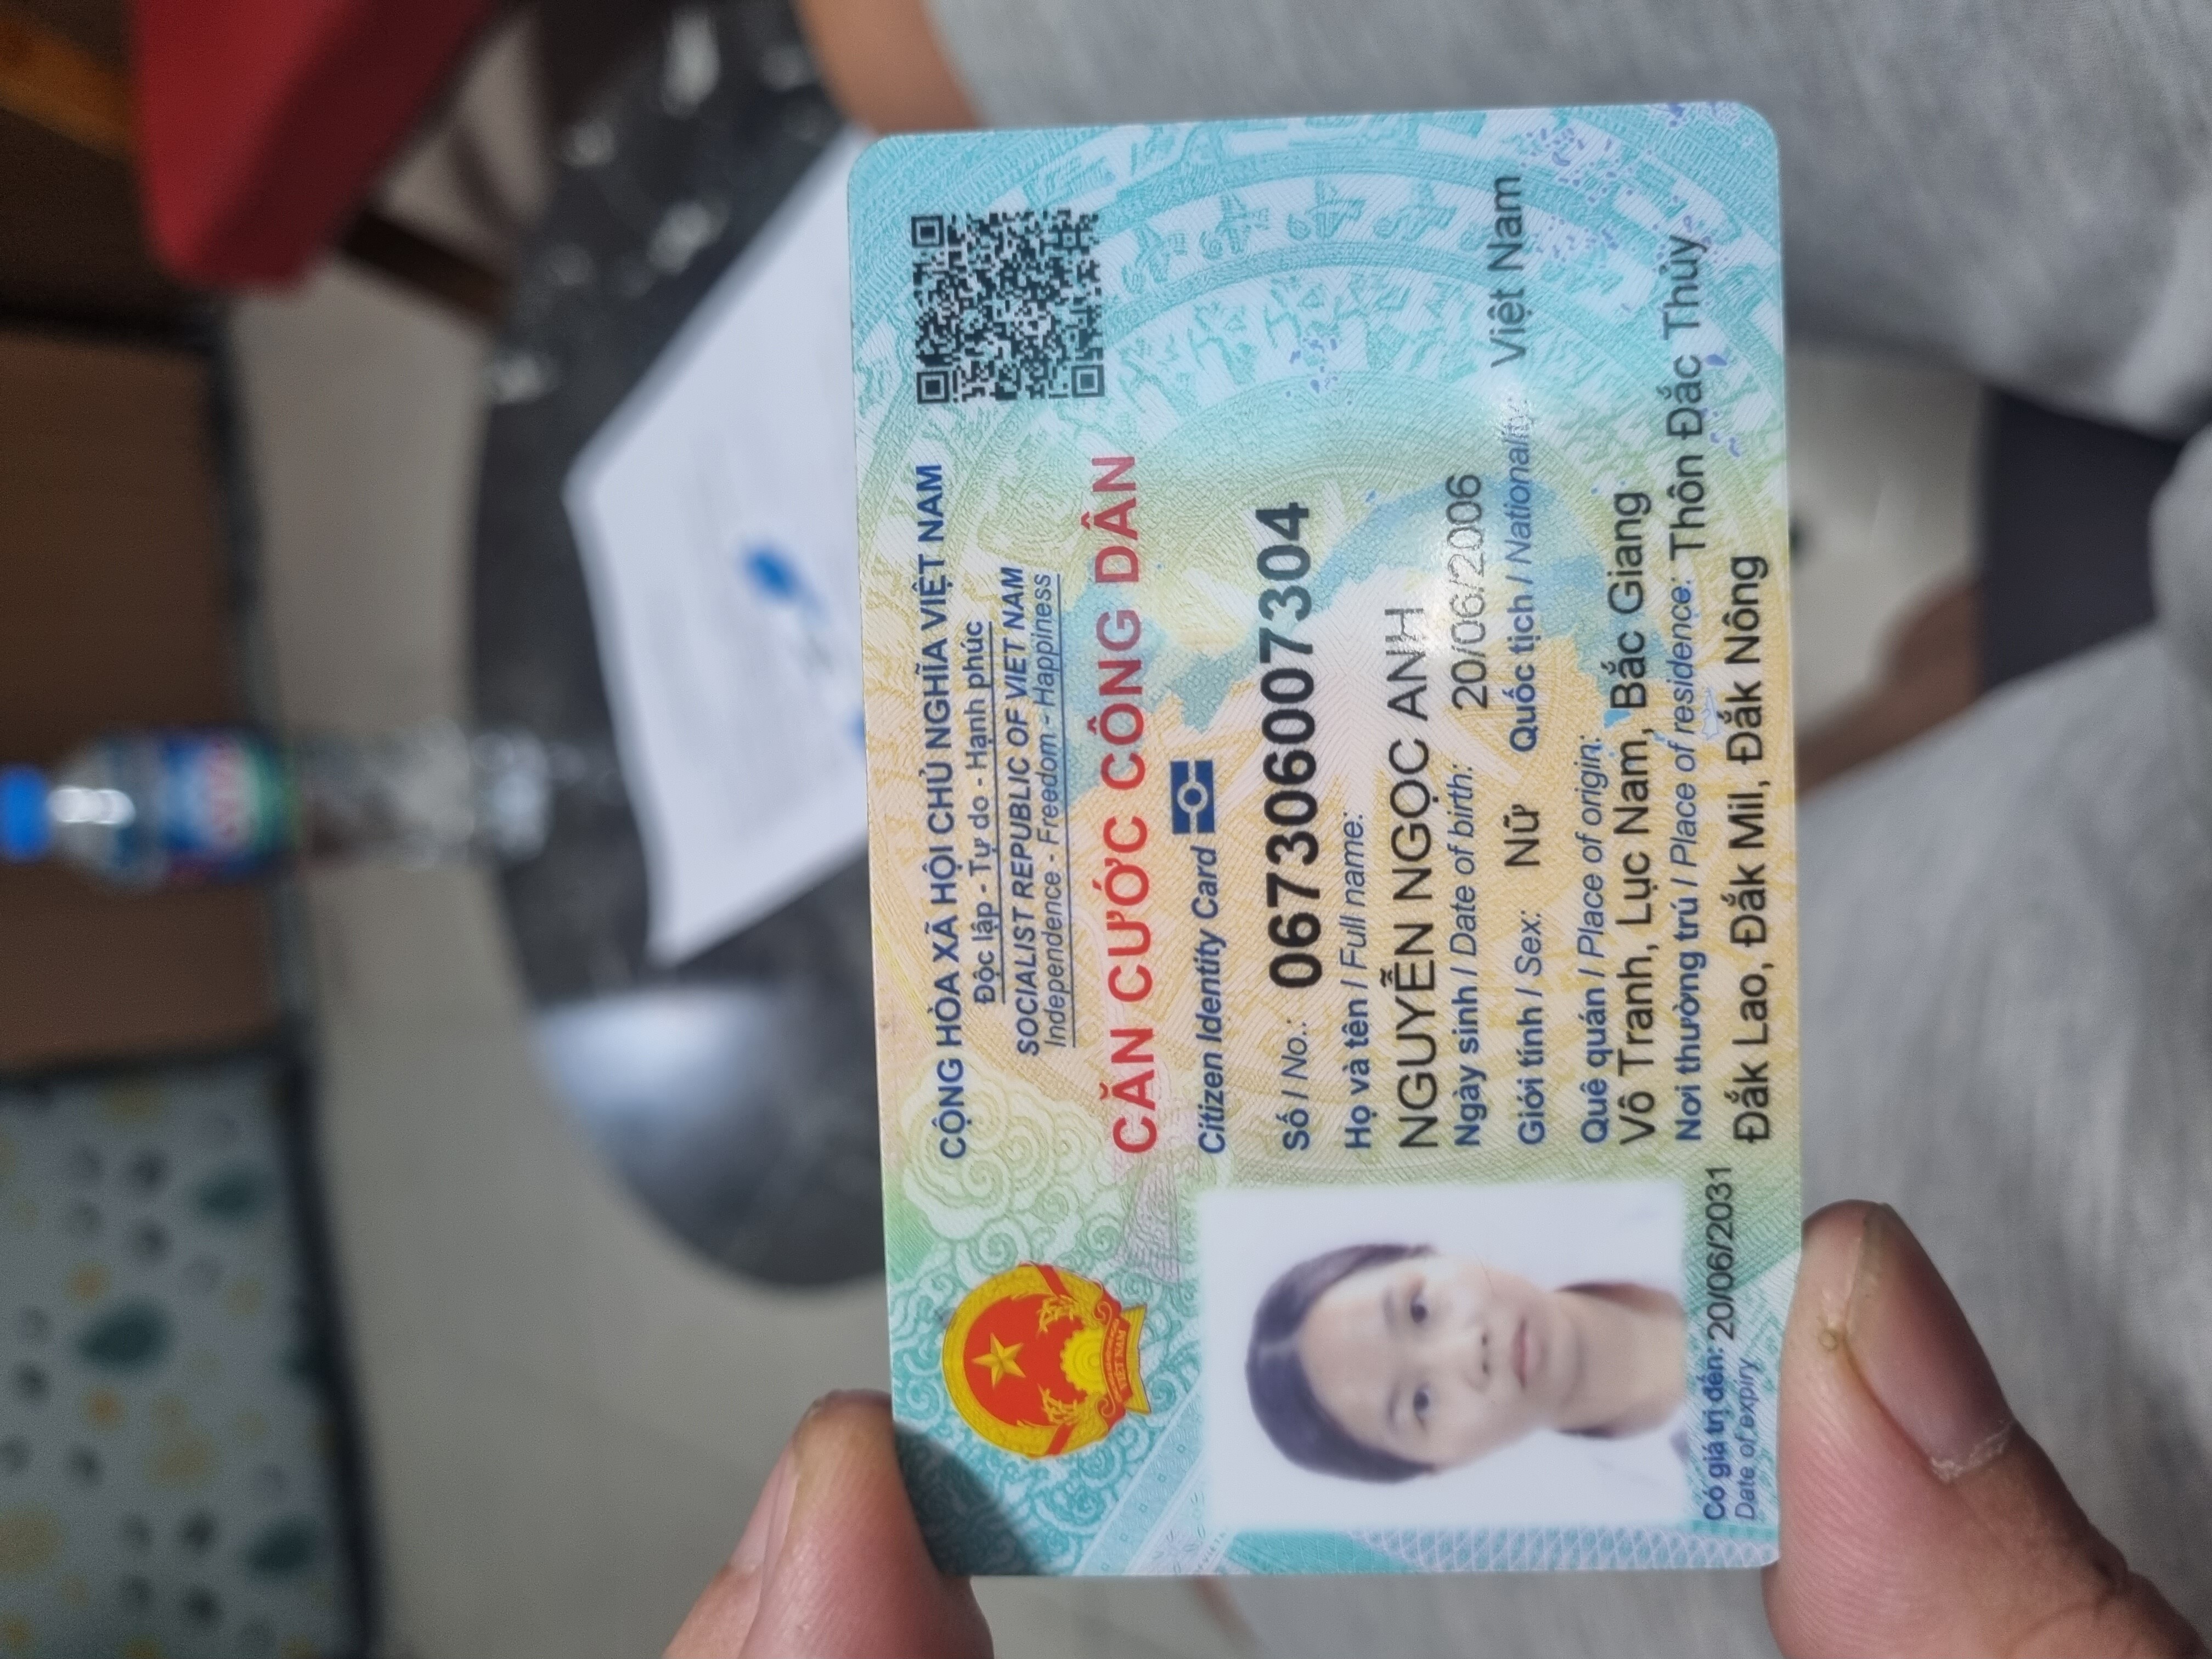 CỘNG HÒA XÃ HỘI CHỦ NGHĨA VIỆT NAM
Độc lập - Tự do - Hạnh phúc
SOCIALIST REPUBLIC OF VIET NAM
Independence - Freedom - Happiness
CĂN CƯỚC CÔNG DÂN
Citizen Identity Card
Số / No.: 067306007304
Họ và tên / Full name:
NGUYỄN NGỌC ANH
Ngày sinh / Date of birth: 20/06/2006
Giới tính / Sex: Nữ Quốc tịch / Nationality: Việt Nam
Quê quán / Place of origin:
Vô Tranh, Lục Nam, Bắc Giang
Nơi thường trú / Place of residence: Thôn Đắc Thủy
Đắk Lao, Đắk Mil, Đắk Nông
Có giá trị đến: 20/06/2031
Date of expiry